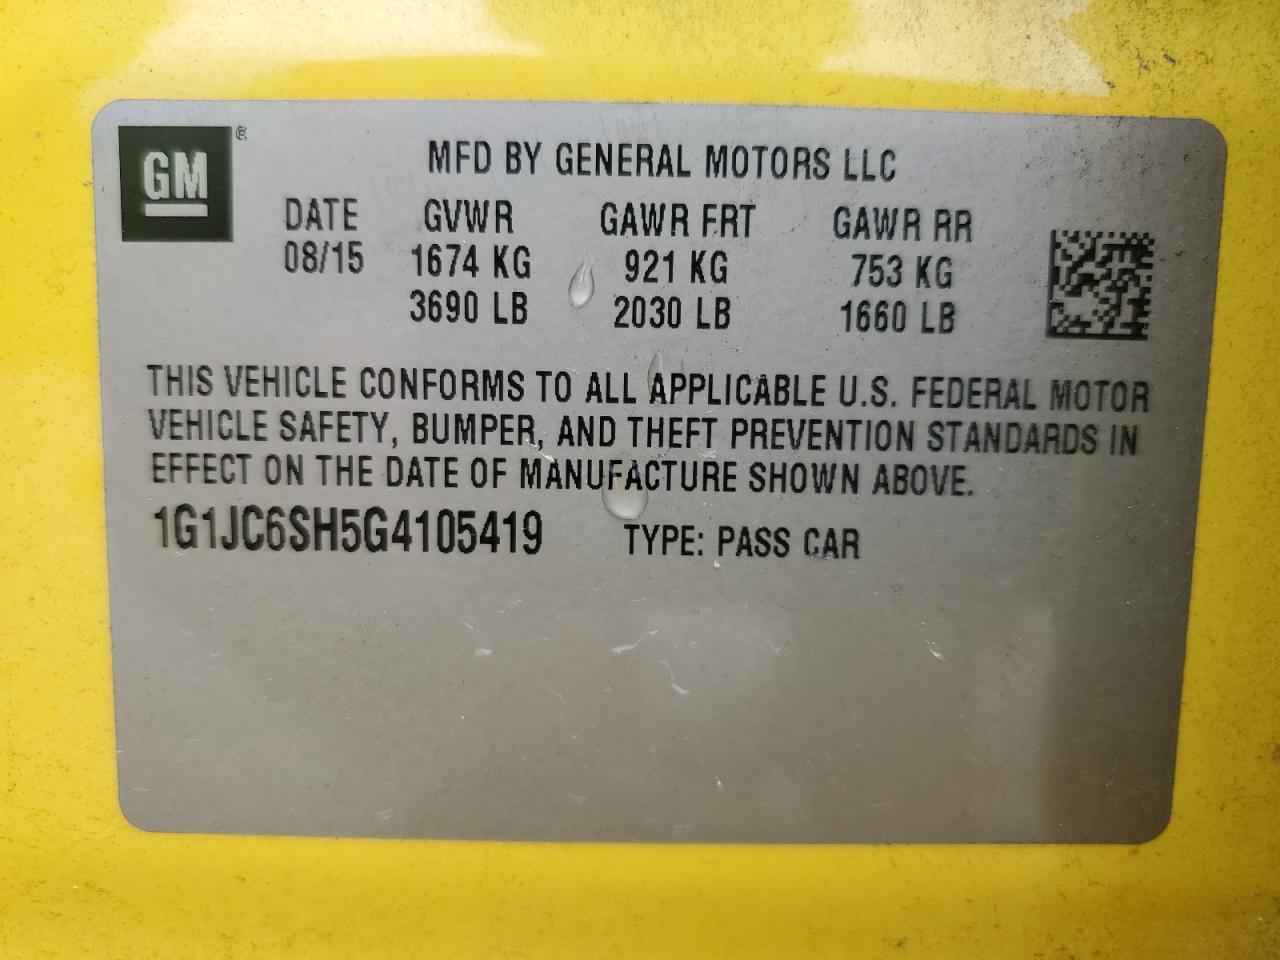 GM®
MFD BY GENERAL MOTORS LLC
DATE GVWR GAWR FRT GAWR RR
08/15 1674 KG 921 KG 753 KG
3690 LB 2030 LB 1660 LB
THIS VEHICLE CONFORMS TO ALL APPLICABLE U.S. FEDERAL MOTOR
VEHICLE SAFETY, BUMPER, AND THEFT PREVENTION STANDARDS IN
EFFECT ON THE DATE OF MANUFACTURE SHOWN ABOVE.
1G1JC6SH5G4105419 TYPE: PASS CAR